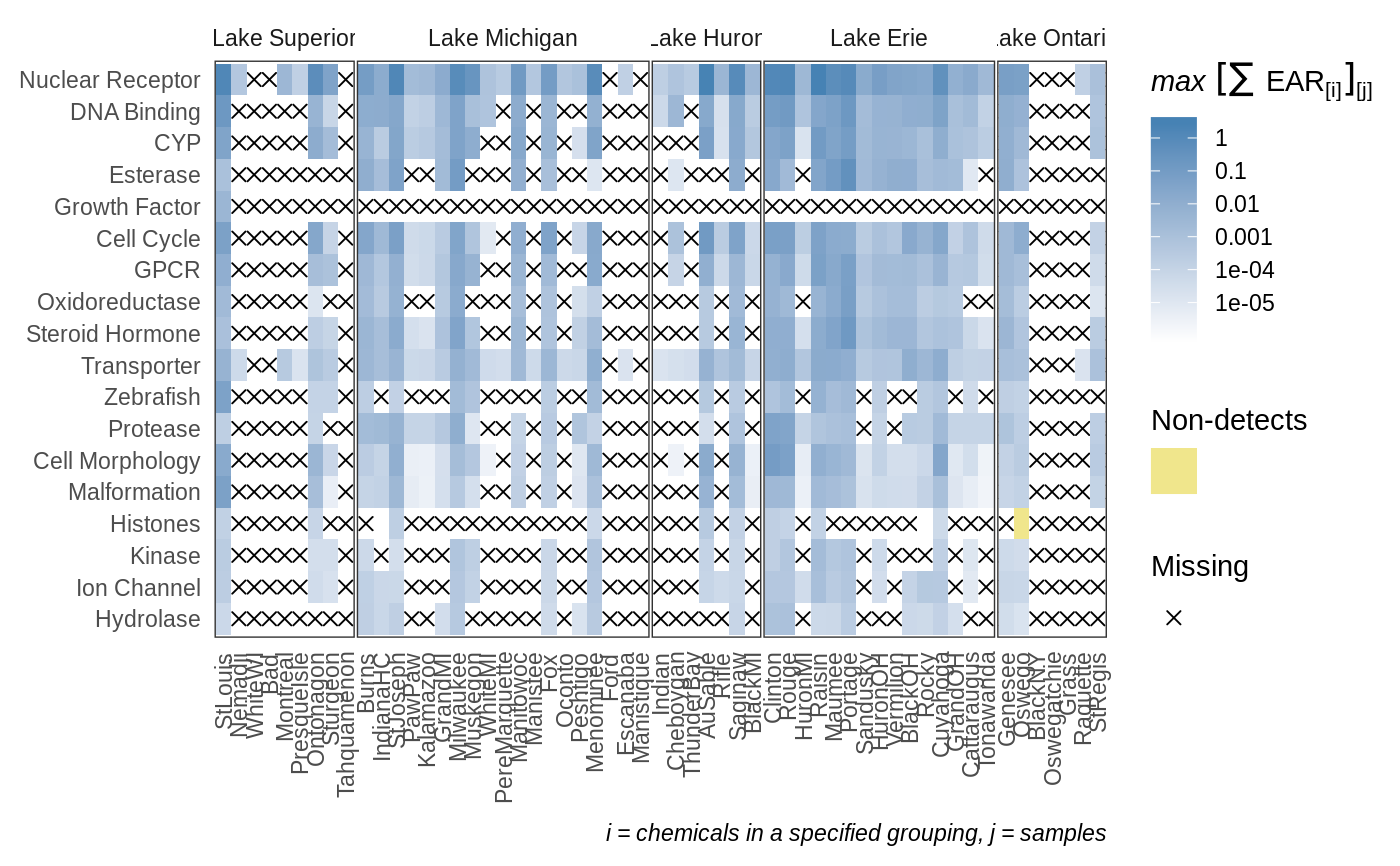 Lake Superior
Lake Michigan
Lake Huron
Lake Erie
Lake Ontari
Nuclear Receptor
DNA Binding
CYP
Esterase
Growth Factor
Cell Cycle
GPCR
Oxidoreductase
Steroid Hormone
Transporter
Zebrafish
Protease
Cell Morphology
Malformation
Histones
Kinase
Ion Channel
Hydrolase
StLouis
Nemadji
WhiteWI
Bad
Montreal
PresqueIsle
Ontonagon
Sturgeon
Tahquamenon
Burns
IndianaHC
StJoseph
PawPaw
Kalamazoo
GrandMI
Milwaukee
Muskegon
WhiteMI
PereMarquette
Manitowoc
Manistee
Fox
Oconto
Peshtigo
Menominee
Ford
Escanaba
Manistique
Indian
Cheboygan
ThunderBay
AuSable
Rifle
Saginaw
BlackMI
Clinton
Rouge
HuronMI
Raisin
Maumee
Portage
Sandusky
HuronOH
Vermilion
BlackOH
Rocky
Cuyahoga
GrandOH
Cattaraugus
Tonawanda
Genesee
Oswego
BlackNY
Oswegatchie
Grass
Raquette
StRegis
max [∑ EAR[i]][j]
1
0.1
0.01
0.001
1e-04
1e-05
Non-detects
Missing
i = chemicals in a specified grouping, j = samples